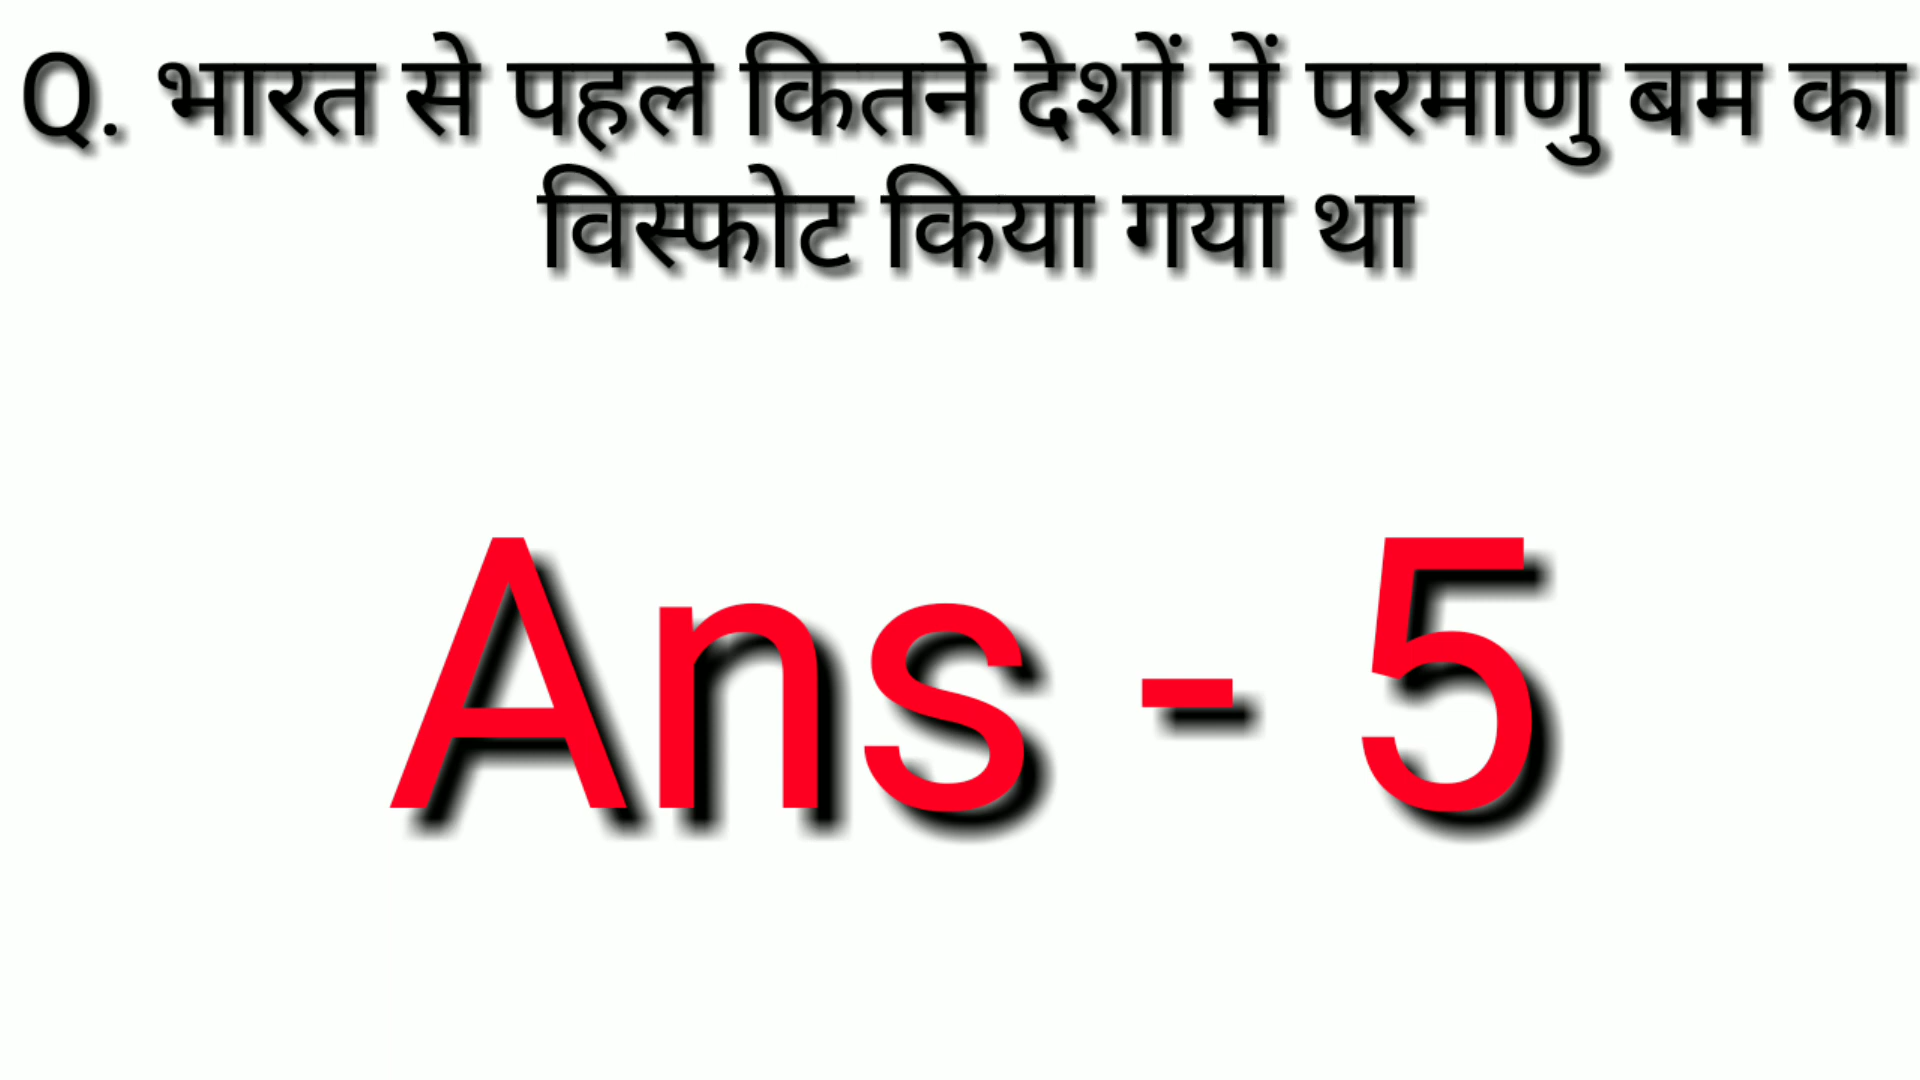 Q. भारत से पहले कितने देशों में परमाणु बम का
विस्फोट किया गया था
Ans - 5